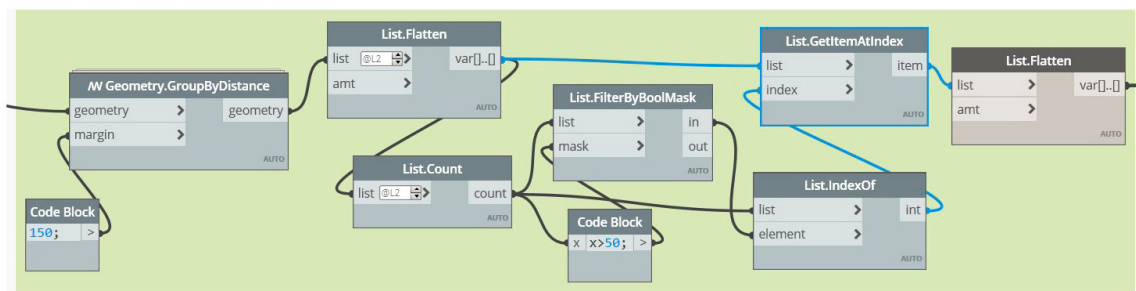 /V/ Geometry.GroupByDistance
geometry > geometry
margin >
AUTO
Code Block
150; >
List.Flatten
list @L2 > var[]..[]
amt >
AUTO
List.Count
list @L2 > count
AUTO
List.FilterByBoolMask
list > in
mask > out
AUTO
Code Block
x x>50; >
List.GetItemAtIndex
list > item
index >
AUTO
List.IndexOf
list > int
element >
AUTO
List.Flatten
list > var[]..[]
amt >
AUTO